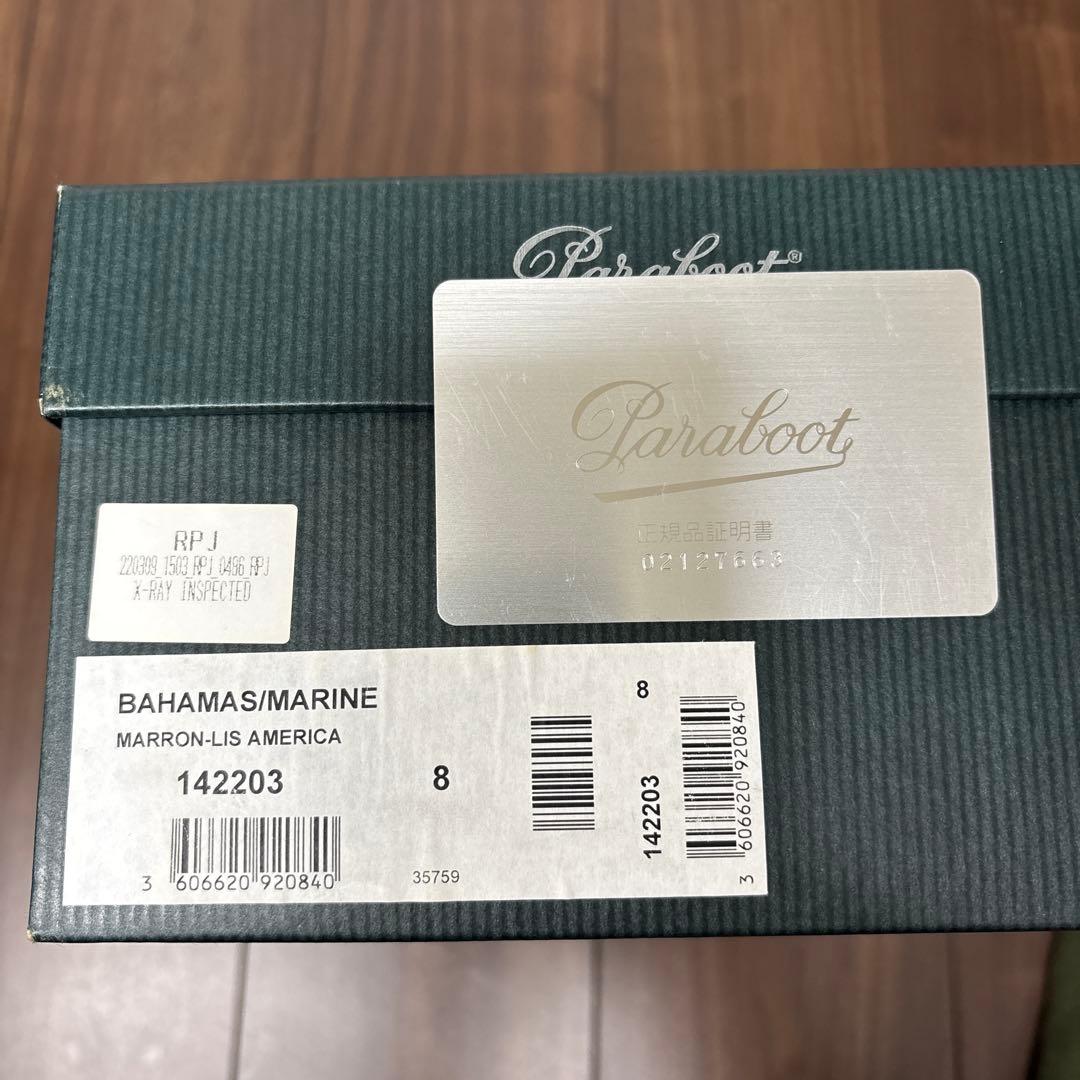 Paraboot®
Paraboot
正規品証明書
02127663
RPJ
220309 1503 RPJ 0496 RPJ
X-RAY INSPECTED
BAHAMAS/MARINE
MARRON-LIS AMERICA
142203
8
3 606620 920840
35759
8
142203
3 606620 920840